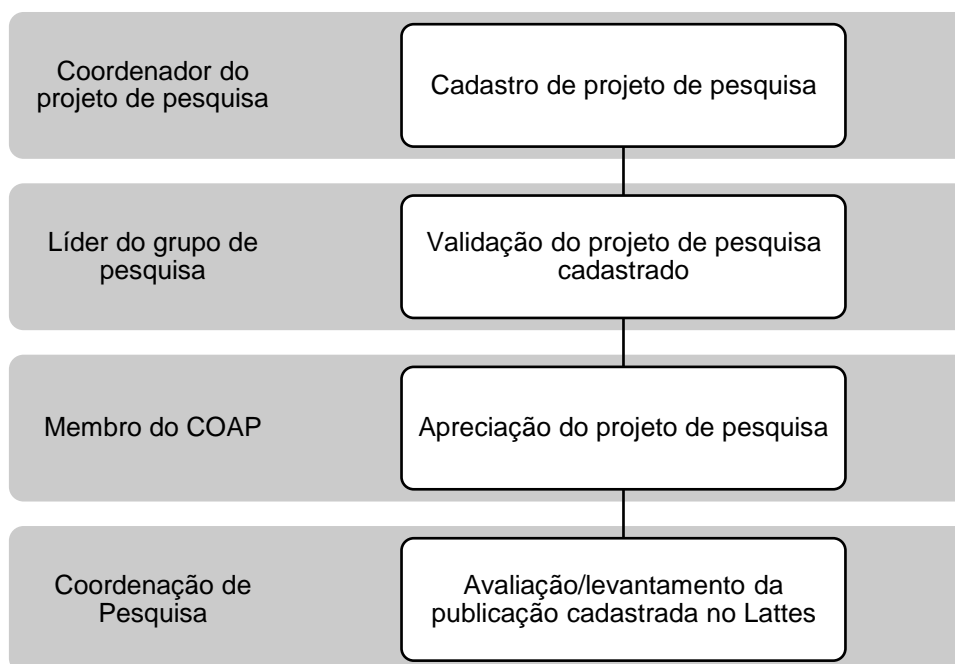 Coordenador do
projeto de pesquisa
Cadastro de projeto de pesquisa
Líder do grupo de
pesquisa
Validação do projeto de pesquisa
cadastrado
Membro do COAP
Apreciação do projeto de pesquisa
Coordenação de
Pesquisa
Avaliação/levantamento da
publicação cadastrada no Lattes